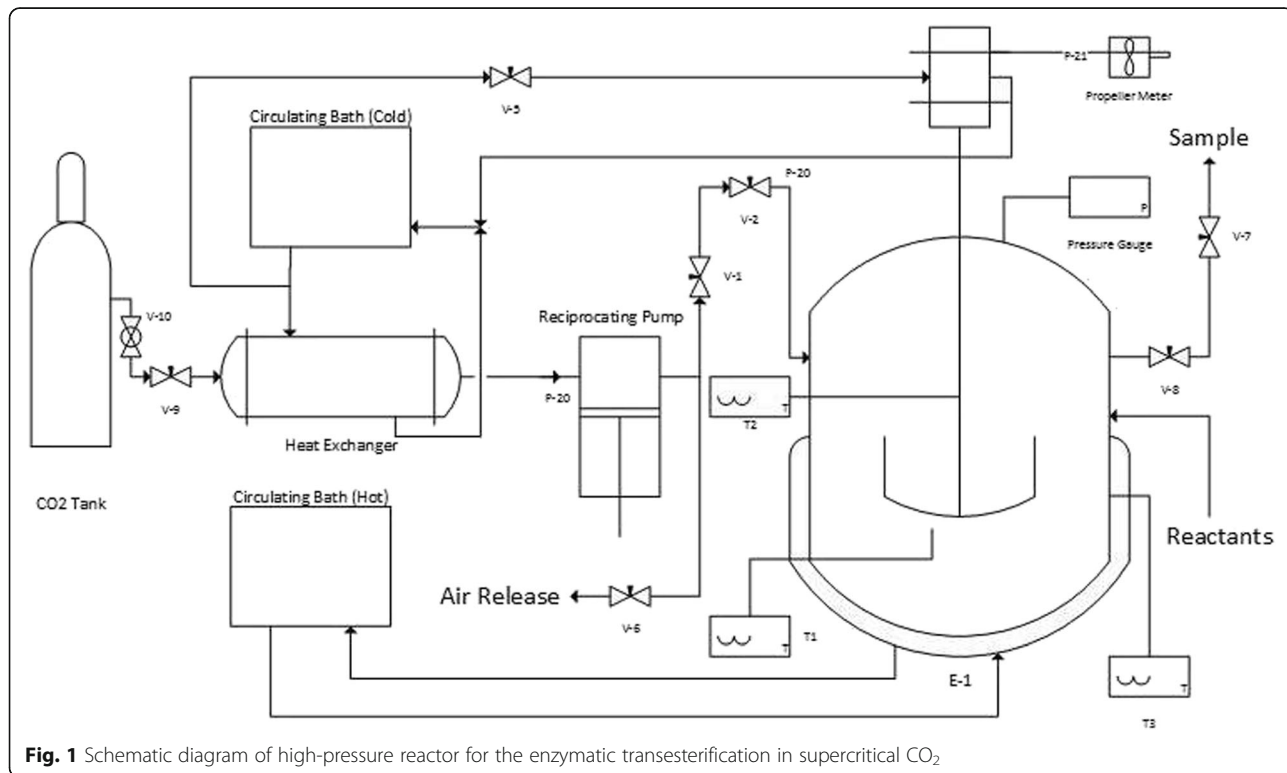 P-21
Propeller Meter
V-5
Circulating Bath (Cold)
Sample
P-20
V-2
P
Pressure Gauge
V-7
V-1
V-10
Reciprocating Pump
V-9
P-20
V-8
T
T2
Heat Exchanger
CO2 Tank
Circulating Bath (Hot)
Reactants
Air Release
V-6
T
T1
E-1
T
T3
Fig. 1 Schematic diagram of high-pressure reactor for the enzymatic transesterification in supercritical CO₂